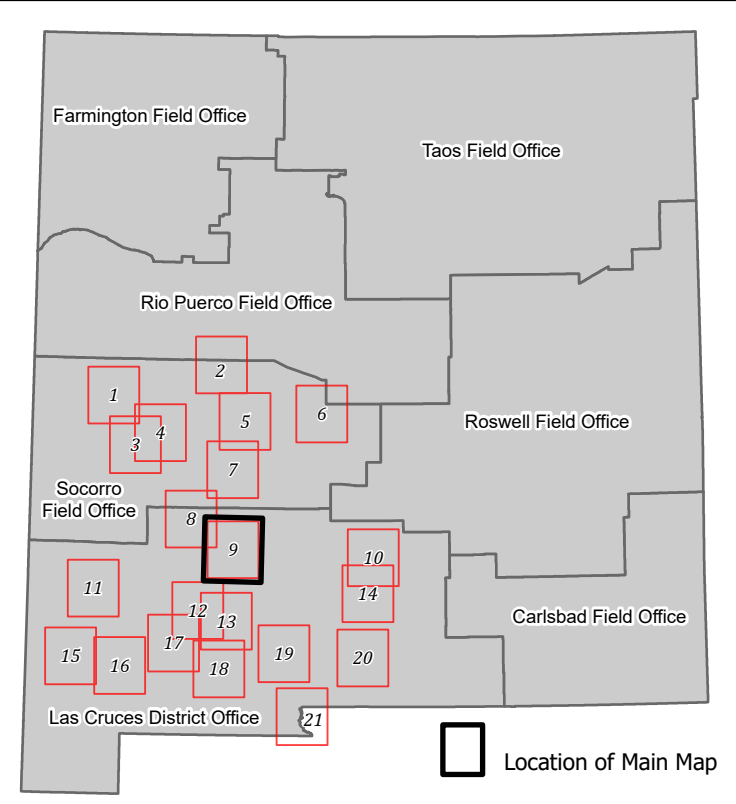 Farmington Field Office
Taos Field Office
Rio Puerco Field Office
2
1
6
5
4
3
Roswell Field Office
7
Socorro
Field Office
8
9
10
11
14
12
13
Carlsbad Field Office
17
19
15
20
16
18
Las Cruces District Office
21
Location of Main Map